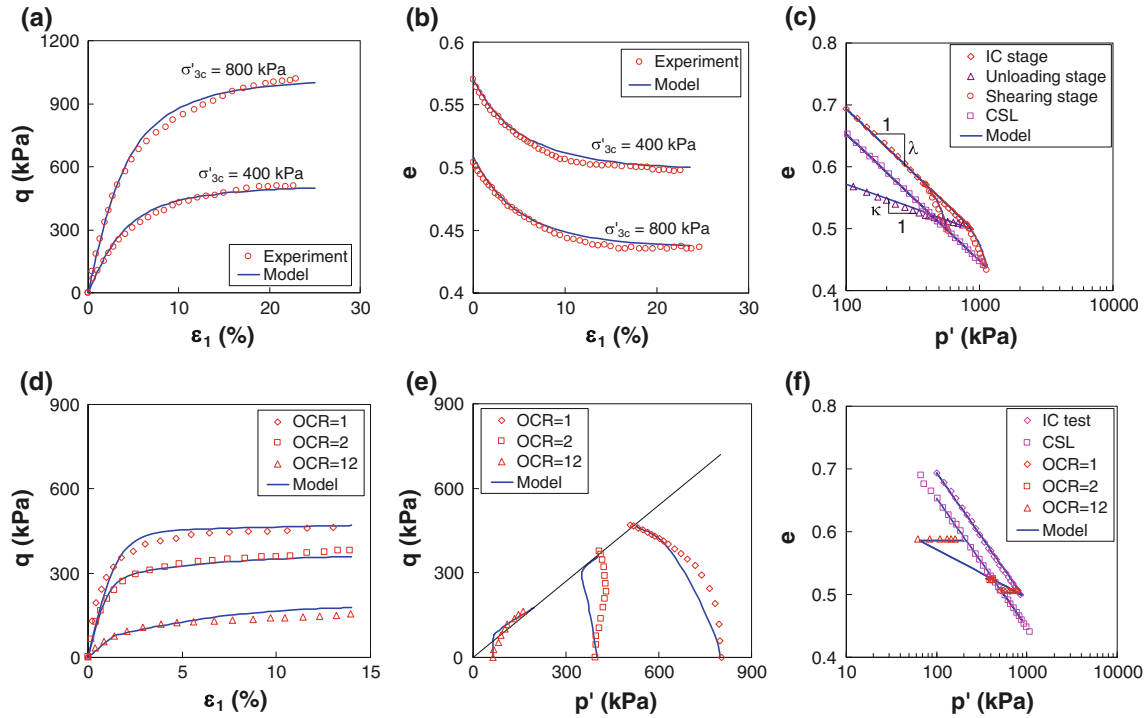 (a)
1200
900
600
300
0
q (kPa)
σ'3c = 800 kPa
σ'3c = 400 kPa
Experiment
Model
0 10 20 30
ε1 (%)
(b)
0.6
0.5
0.4
e
Experiment
Model
σ'3c = 400 kPa
σ'3c = 800 kPa
0 10 20 30
ε1 (%)
(c)
0.8
0.7
0.6
0.5
0.4
e
IC stage
Unloading stage
Shearing stage
CSL
Model
1
λ
κ
1
100 1000 10000
p' (kPa)
(d)
900
600
300
0
q (kPa)
OCR=1
OCR=2
OCR=12
Model
0 5 10 15
ε1 (%)
(e)
900
600
300
0
q (kPa)
OCR=1
OCR=2
OCR=12
Model
0 300 600 900
p' (kPa)
(f)
0.8
0.7
0.6
0.5
0.4
e
IC test
CSL
OCR=1
OCR=2
OCR=12
Model
10 100 1000 10000
p' (kPa)